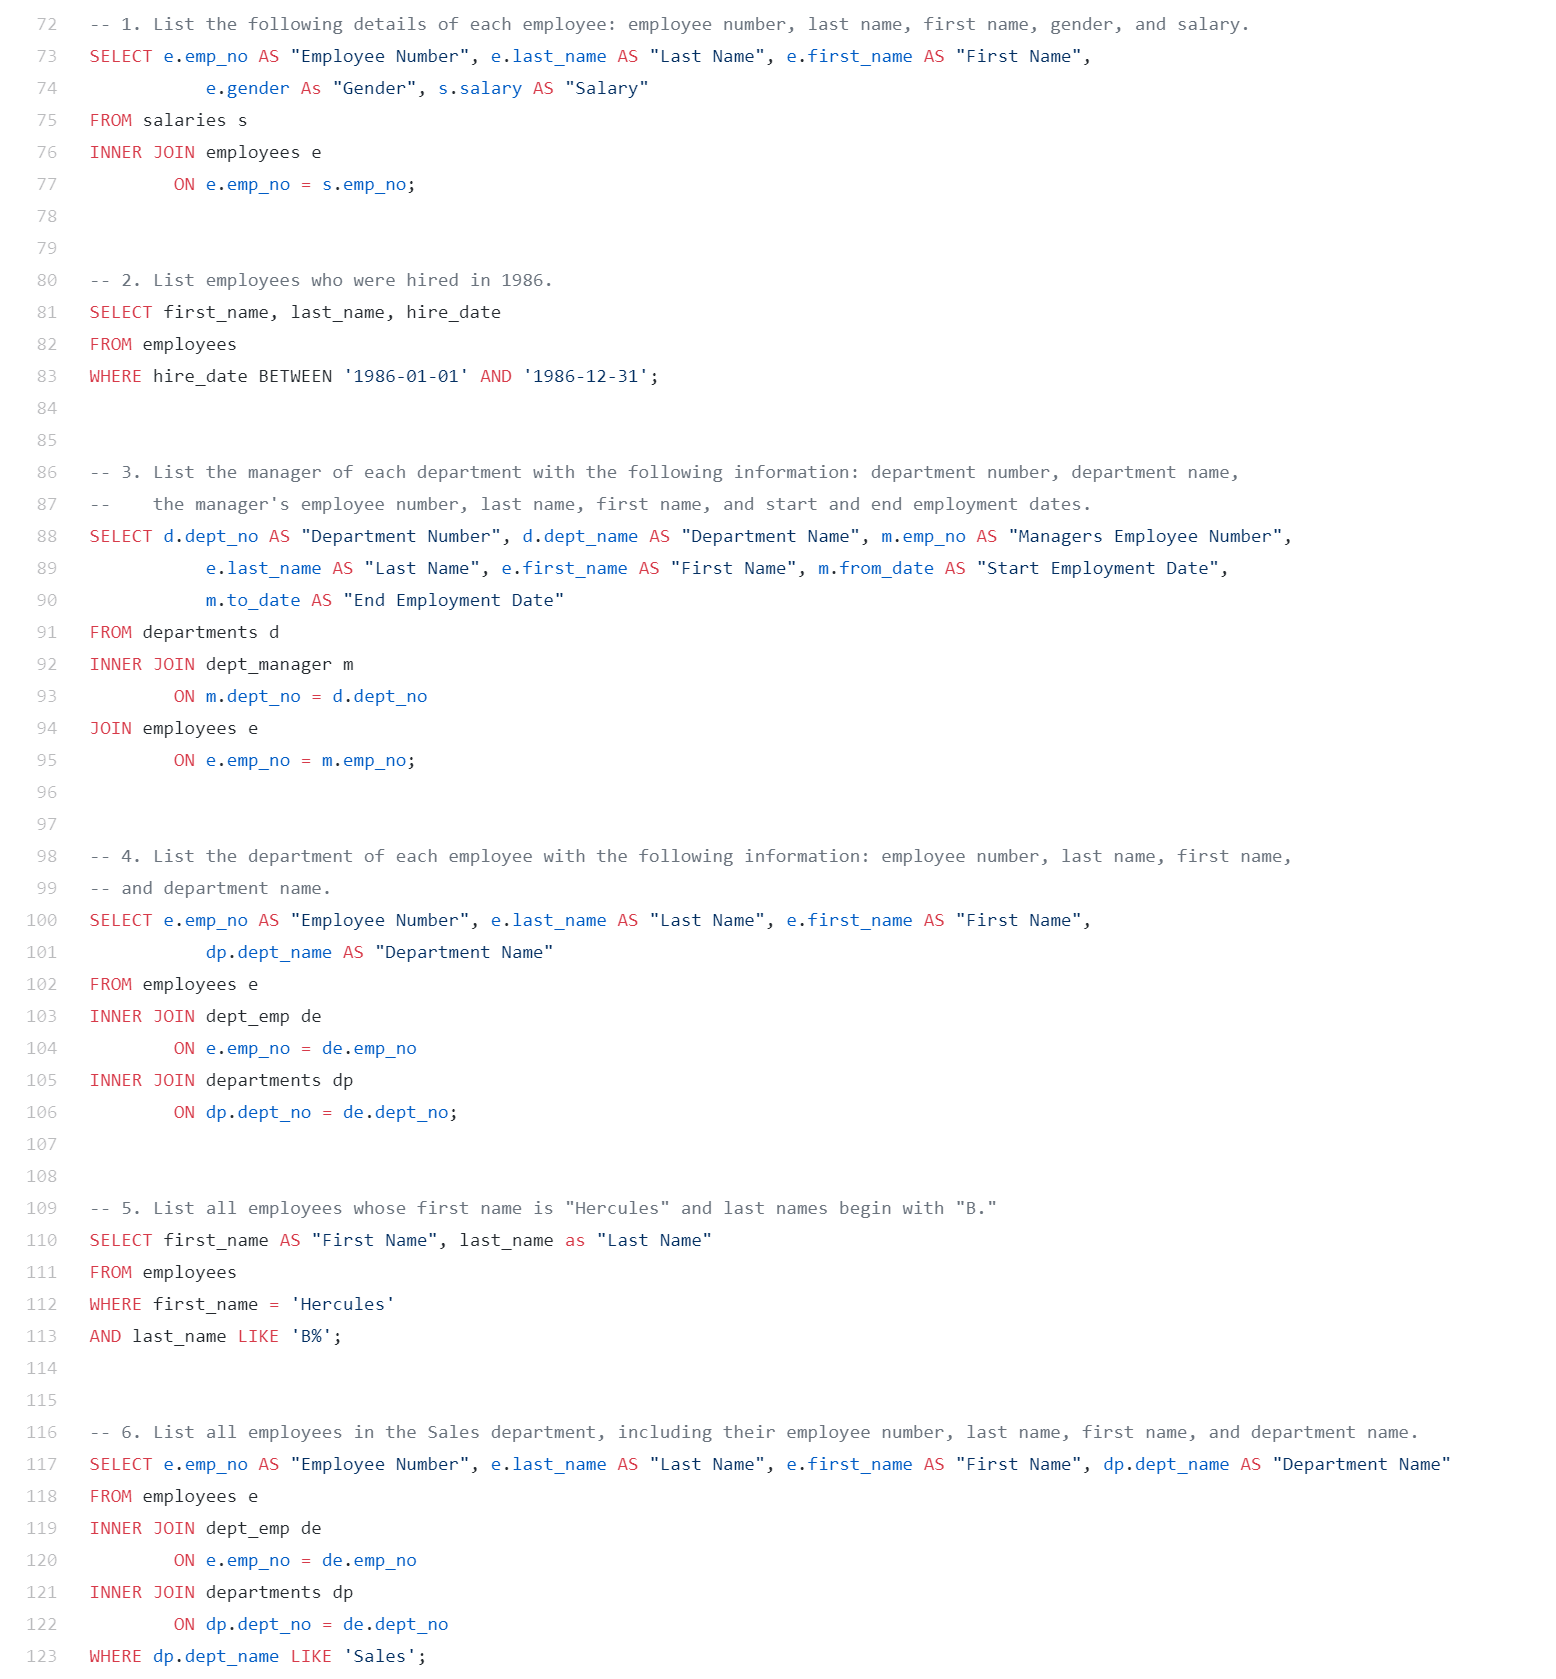 72 -- 1. List the following details of each employee: employee number, last name, first name, gender, and salary.
73 SELECT e.emp_no AS "Employee Number", e.last_name AS "Last Name", e.first_name AS "First Name",
74 e.gender As "Gender", s.salary AS "Salary"
75 FROM salaries s
76 INNER JOIN employees e
77 ON e.emp_no = s.emp_no;
78
79
80 -- 2. List employees who were hired in 1986.
81 SELECT first_name, last_name, hire_date
82 FROM employees
83 WHERE hire_date BETWEEN '1986-01-01' AND '1986-12-31';
84
85
86 -- 3. List the manager of each department with the following information: department number, department name,
87 -- the manager's employee number, last name, first name, and start and end employment dates.
88 SELECT d.dept_no AS "Department Number", d.dept_name AS "Department Name", m.emp_no AS "Managers Employee Number",
89 e.last_name AS "Last Name", e.first_name AS "First Name", m.from_date AS "Start Employment Date",
90 m.to_date AS "End Employment Date"
91 FROM departments d
92 INNER JOIN dept_manager m
93 ON m.dept_no = d.dept_no
94 JOIN employees e
95 ON e.emp_no = m.emp_no;
96
97
98 -- 4. List the department of each employee with the following information: employee number, last name, first name,
99 -- and department name.
100 SELECT e.emp_no AS "Employee Number", e.last_name AS "Last Name", e.first_name AS "First Name",
101 dp.dept_name AS "Department Name"
102 FROM employees e
103 INNER JOIN dept_emp de
104 ON e.emp_no = de.emp_no
105 INNER JOIN departments dp
106 ON dp.dept_no = de.dept_no;
107
108
109 -- 5. List all employees whose first name is "Hercules" and last names begin with "B."
110 SELECT first_name AS "First Name", last_name as "Last Name"
111 FROM employees
112 WHERE first_name = 'Hercules'
113 AND last_name LIKE 'B%';
114
115
116 -- 6. List all employees in the Sales department, including their employee number, last name, first name, and department name.
117 SELECT e.emp_no AS "Employee Number", e.last_name AS "Last Name", e.first_name AS "First Name", dp.dept_name AS "Department Name"
118 FROM employees e
119 INNER JOIN dept_emp de
120 ON e.emp_no = de.emp_no
121 INNER JOIN departments dp
122 ON dp.dept_no = de.dept_no
123 WHERE dp.dept_name LIKE 'Sales';